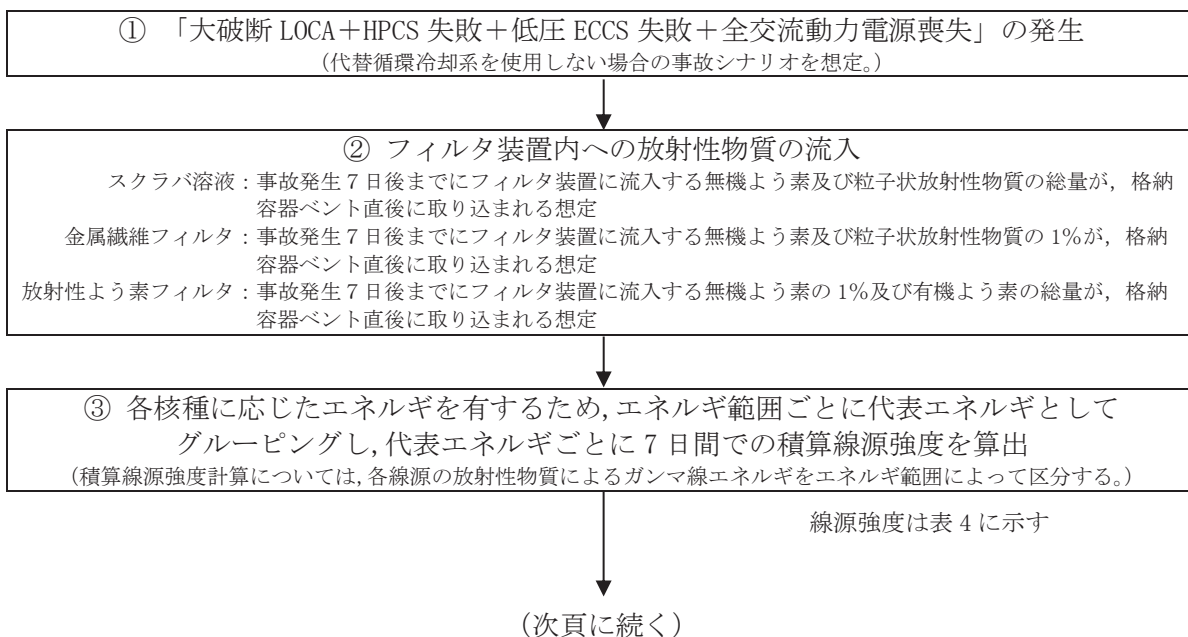 ① 「大破断 LOCA＋HPCS 失敗＋低圧 ECCS 失敗＋全交流動力電源喪失」の発生
（代替循環冷却系を使用しない場合の事故シナリオを想定。）
② フィルタ装置内への放射性物質の流入
スクラバ溶液：事故発生７日後までにフィルタ装置に流入する無機よう素及び粒子状放射性物質の総量が，格納
容器ベント直後に取り込まれる想定
金属繊維フィルタ：事故発生７日後までにフィルタ装置に流入する無機よう素及び粒子状放射性物質の 1％が，格納
容器ベント直後に取り込まれる想定
放射性よう素フィルタ：事故発生７日後までにフィルタ装置に流入する無機よう素の 1％及び有機よう素の総量が，格納
容器ベント直後に取り込まれる想定
③ 各核種に応じたエネルギを有するため，エネルギ範囲ごとに代表エネルギとして
グルーピングし，代表エネルギごとに 7 日間での積算線源強度を算出
（積算線源強度計算については，各線源の放射性物質によるガンマ線エネルギをエネルギ範囲によって区分する。）
線源強度は表 4 に示す
（次頁に続く）